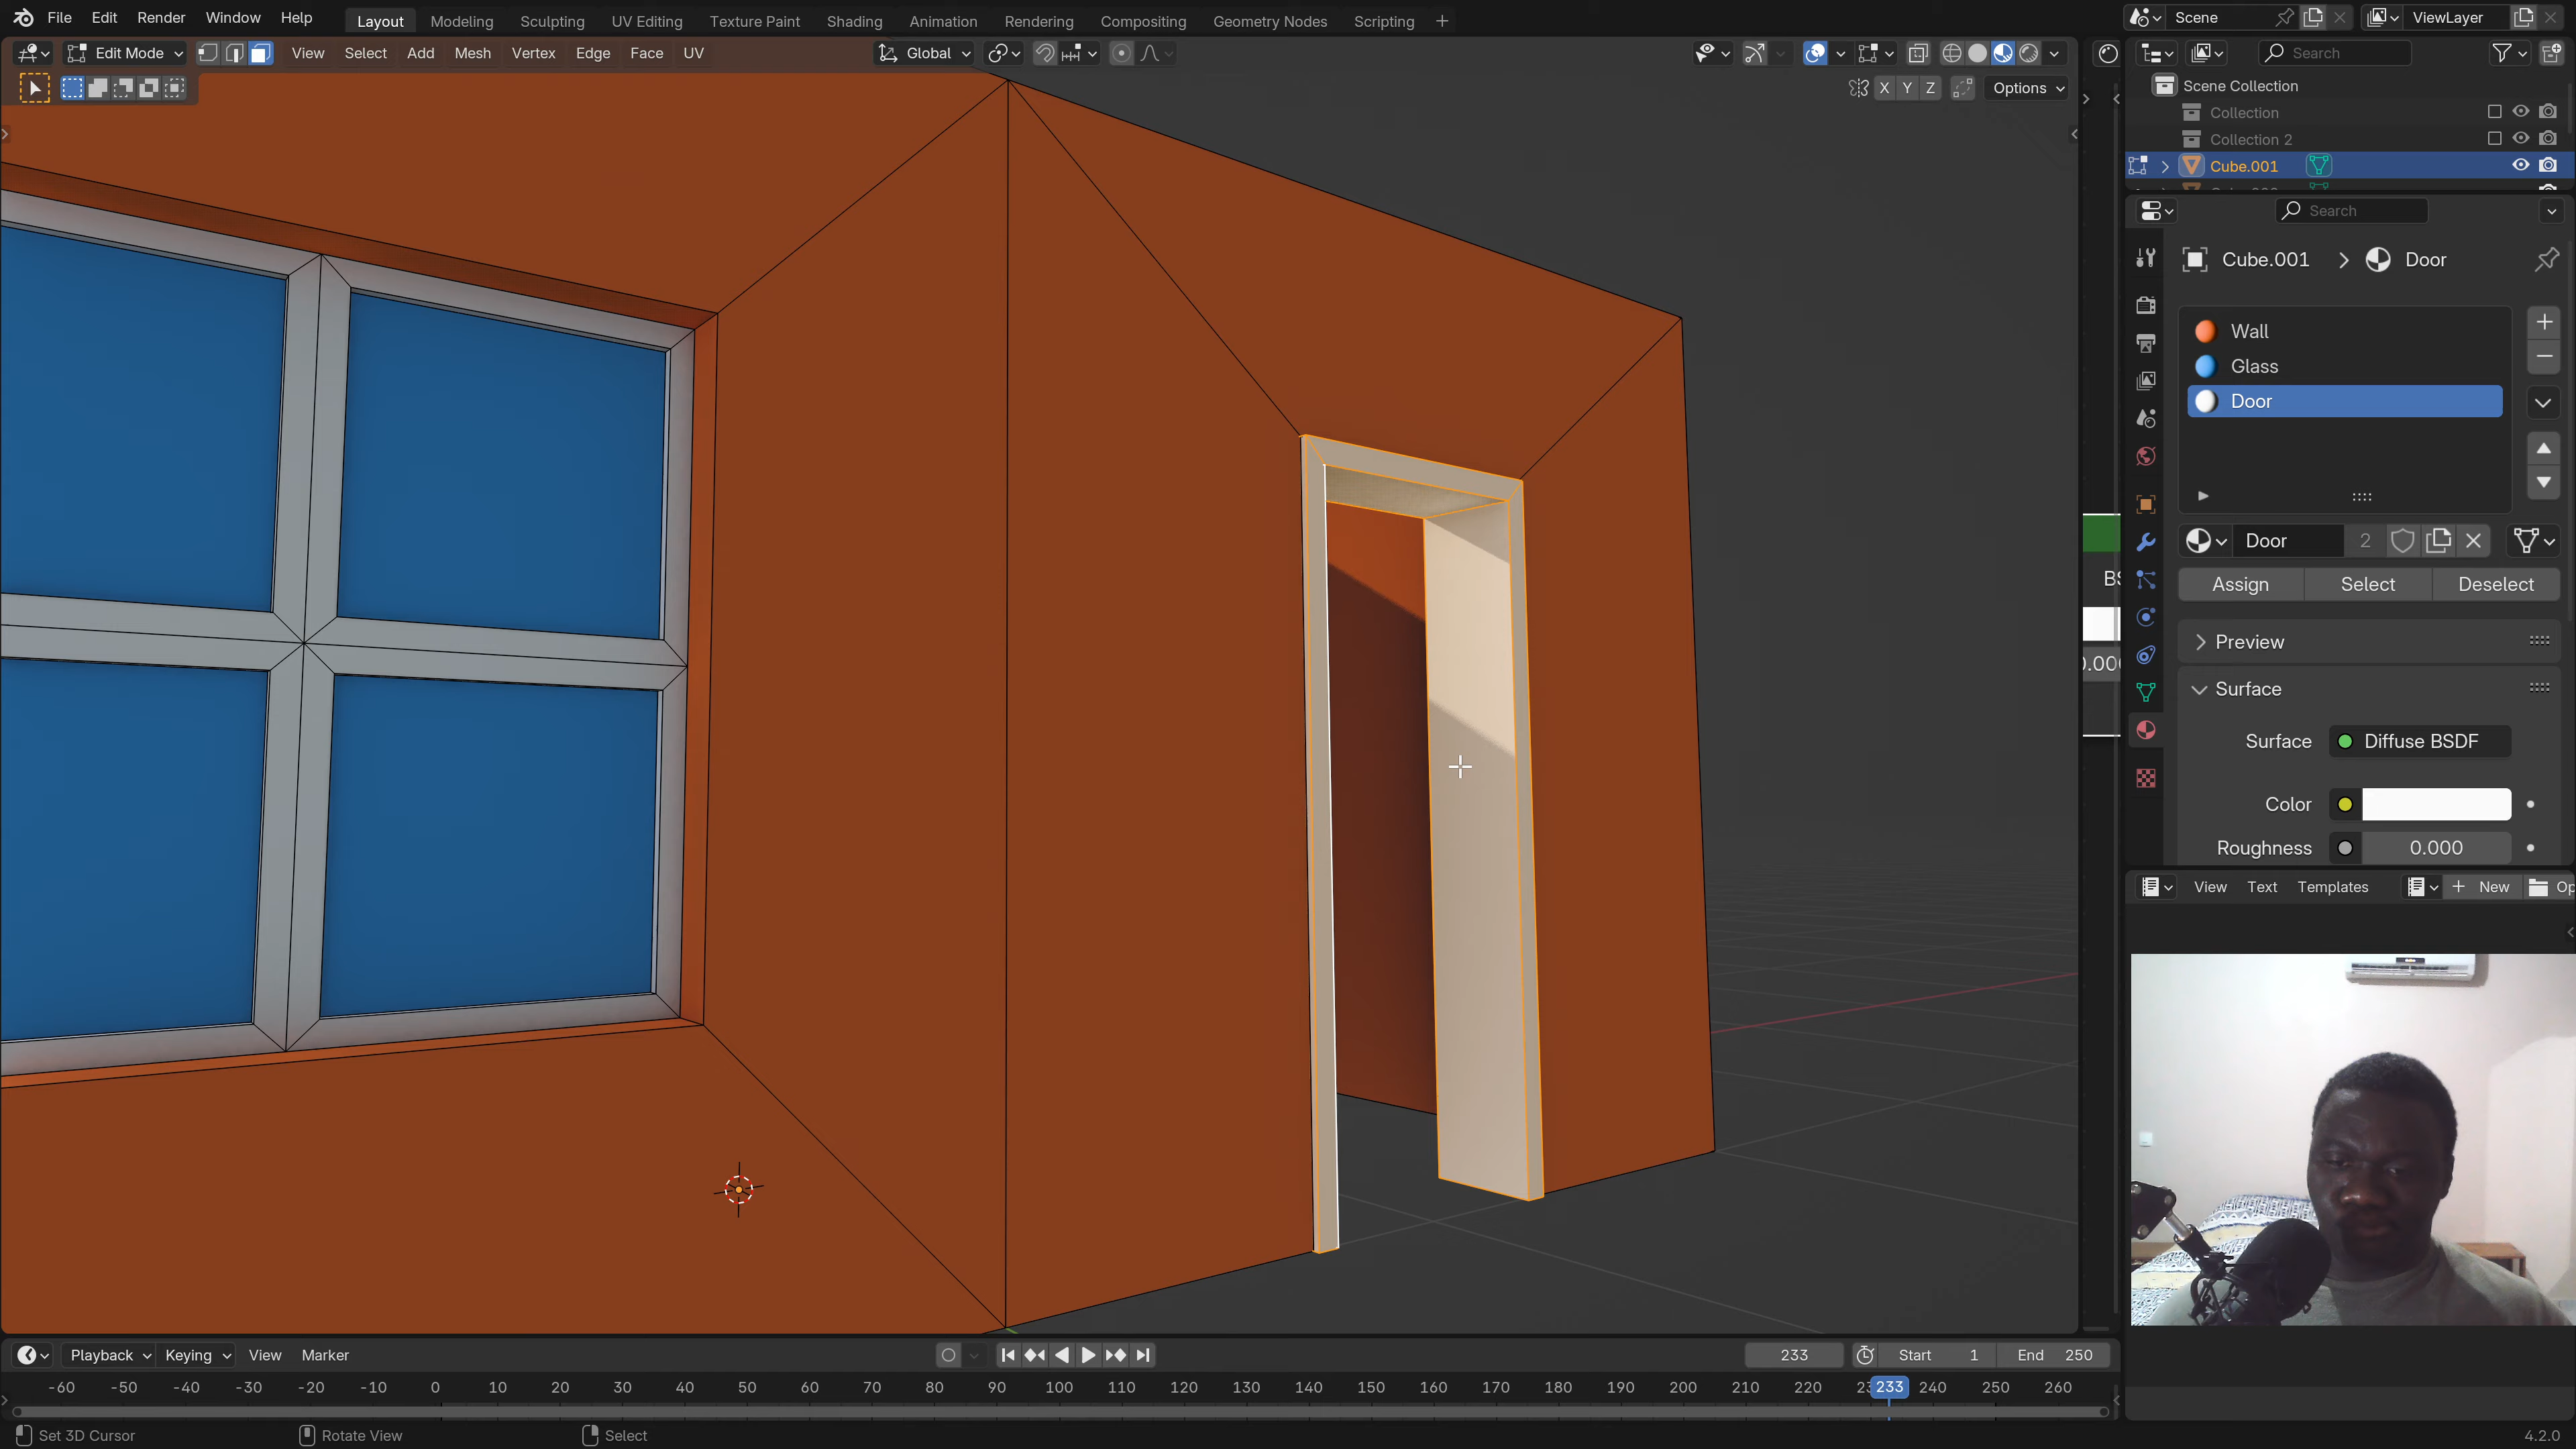 File Edit Render Window Help Layout Modeling Sculpting UV Editing Texture Paint Shading Animation Rendering Compositing Geometry Nodes Scripting + Scene ViewLayer
Edit Mode View Select Add Mesh Vertex Edge Face UV Global Search
X Y Z Options
Scene Collection
Collection
Collection 2
Cube.001
Search
Cube.001 > Door
Wall
Glass
Door
Door 2
Assign Select Deselect
Preview
Surface
Surface Diffuse BSDF
Color
Roughness 0.000
View Text Templates New Op
Playback Keying View Marker 233 Start 1 End 250
-60 -50 -40 -30 -20 -10 0 10 20 30 40 50 60 70 80 90 100 110 120 130 140 150 160 170 180 190 200 210 220 233 240 250 260
Set 3D Cursor Rotate View Select 4.2.0